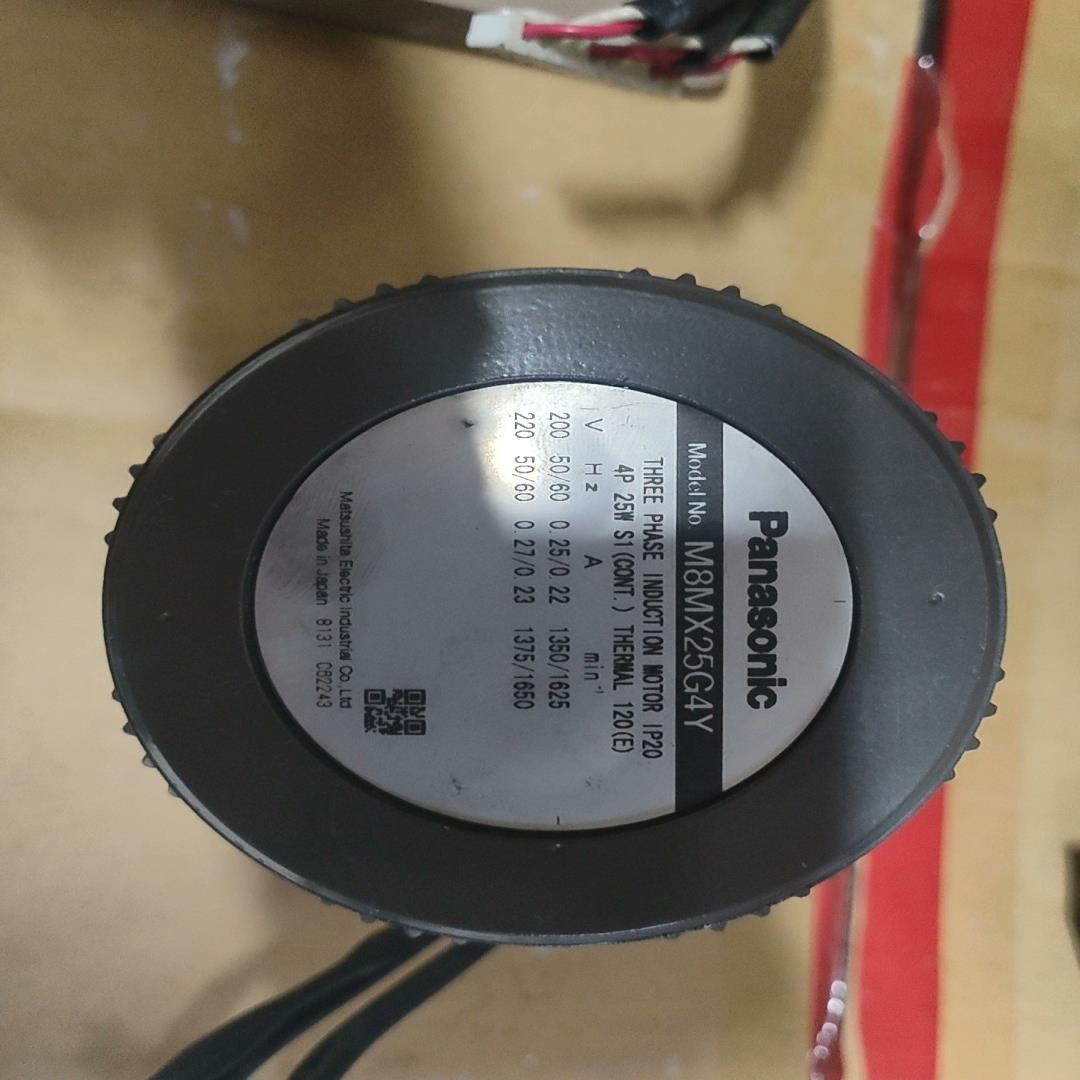 Panasonic
Model No. M8MX25G4Y
THREE PHASE INDUCTION MOTOR IP20
4P 25W S1(CONT.) THERMAL 120(E)
V Hz A min⁻¹
200 50/60 0.25/0.22 1350/1625
220 50/60 0.27/0.23 1375/1650
Matsushita Electric Industrial Co.,Ltd
Made in Japan 8131 C62243